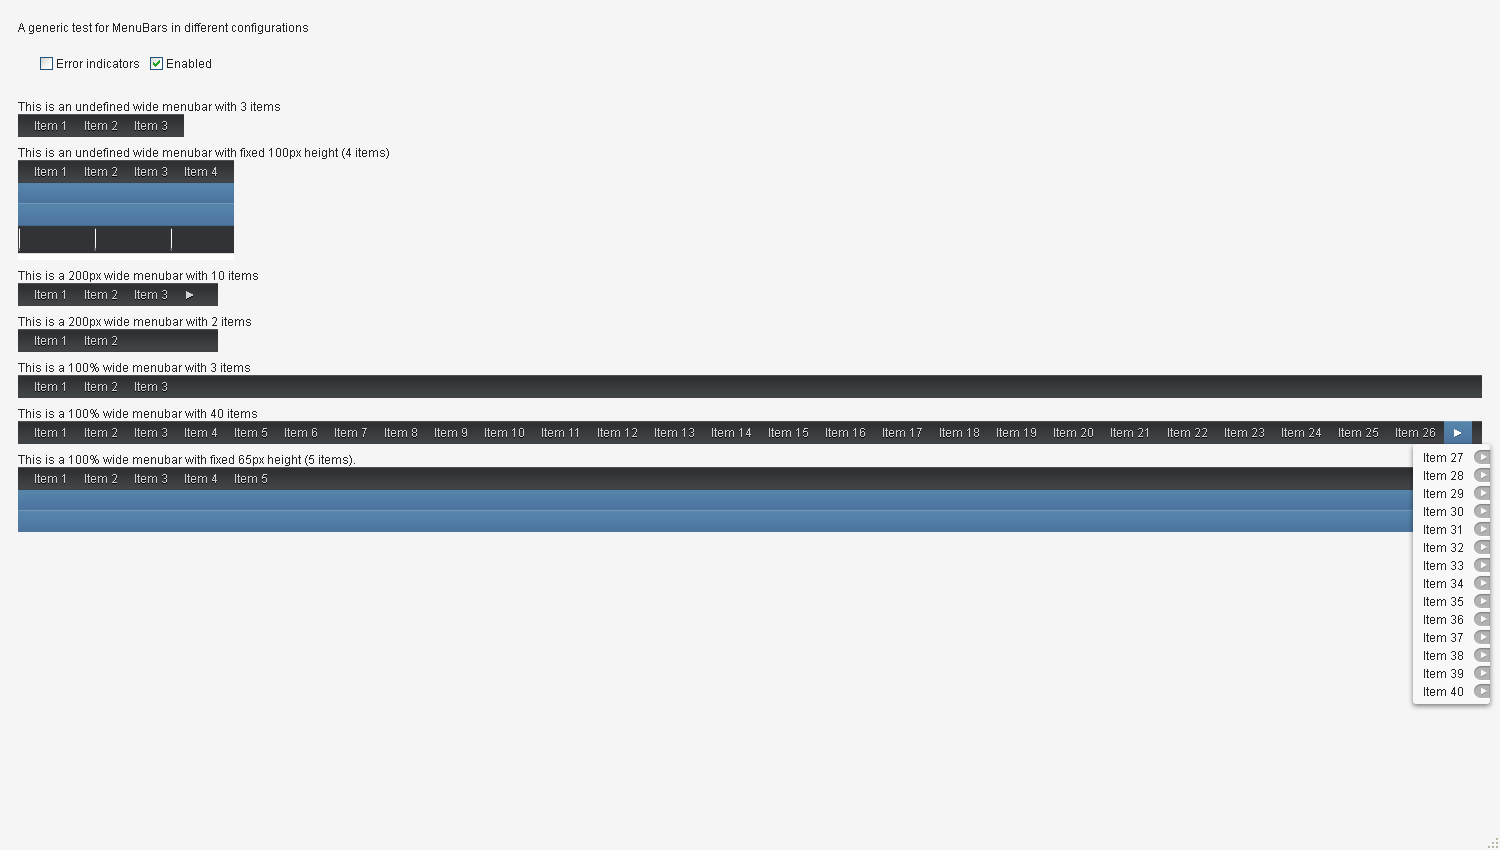 A generic test for MenuBars in different configurations
Error indicators Enabled
This is an undefined wide menubar with 3 items
Item 1 Item 2 Item 3
This is an undefined wide menubar with fixed 100px height (4 items)
Item 1 Item 2 Item 3 Item 4
This is a 200px wide menubar with 10 items
Item 1 Item 2 Item 3
This is a 200px wide menubar with 2 items
Item 1 Item 2
This is a 100% wide menubar with 3 items
Item 1 Item 2 Item 3
This is a 100% wide menubar with 40 items
Item 1 Item 2 Item 3 Item 4 Item 5 Item 6 Item 7 Item 8 Item 9 Item 10 Item 11 Item 12 Item 13 Item 14 Item 15 Item 16 Item 17 Item 18 Item 19 Item 20 Item 21 Item 22 Item 23 Item 24 Item 25 Item 26
This is a 100% wide menubar with fixed 65px height (5 items).
Item 1 Item 2 Item 3 Item 4 Item 5
Item 27
Item 28
Item 29
Item 30
Item 31
Item 32
Item 33
Item 34
Item 35
Item 36
Item 37
Item 38
Item 39
Item 40